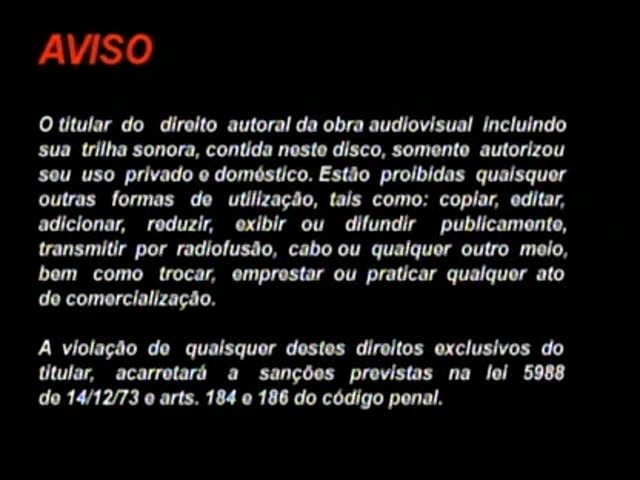 AVISO
O titular do direito autoral da obra audiovisual incluindo
sua trilha sonora, contida neste disco, somente autorizou
seu uso privado e doméstico. Estão proibidas quaisquer
outras formas de utilização, tais como: copiar, editar,
adicionar, reduzir, exibir ou difundir publicamente,
transmitir por radiofusão, cabo ou qualquer outro meio,
bem como trocar, emprestar ou praticar qualquer ato
de comercialização.
A violação de quaisquer destes direitos exclusivos do
titular, acarretará a sanções previstas na lei 5988
de 14/12/73 e arts. 184 e 186 do código penal.